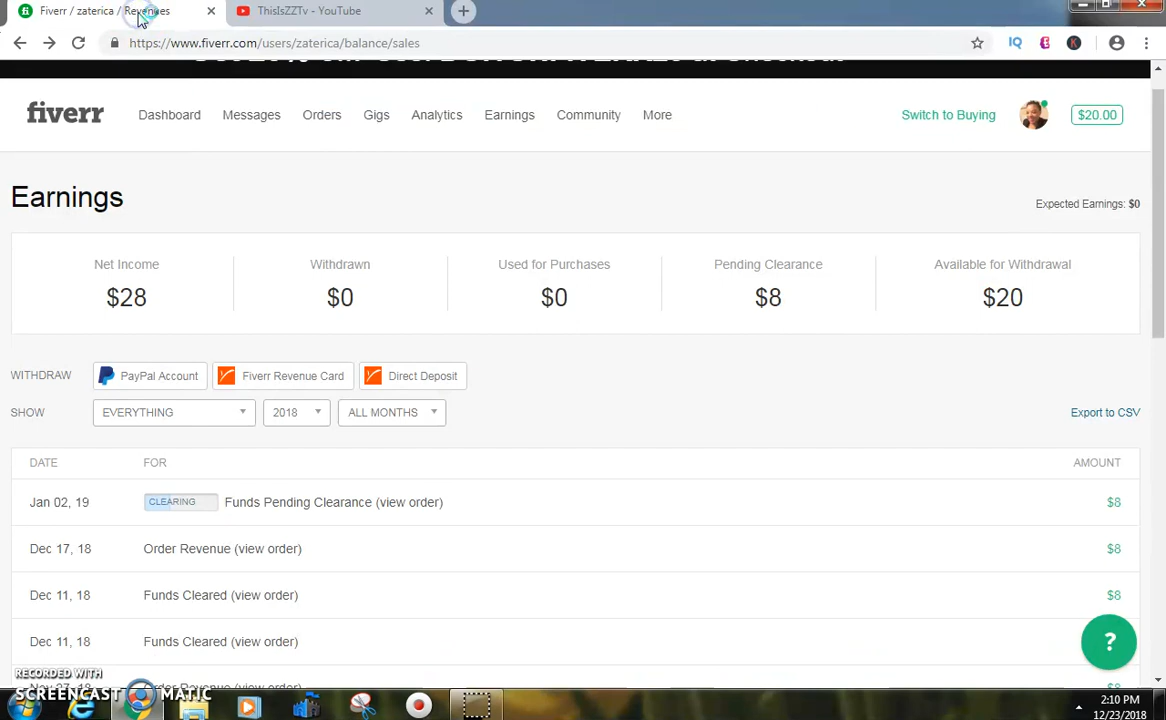 Fiverr / zaterica / Revenues
ThisIsZZTv - YouTube
https://www.fiverr.com/users/zaterica/balance/sales
IQ
K
fiverr
Dashboard Messages Orders Gigs Analytics Earnings Community More
Switch to Buying
$20.00
Earnings
Expected Earnings: $0
Net Income Withdrawn Used for Purchases Pending Clearance Available for Withdrawal
$28 $0 $0 $8 $20
WITHDRAW PayPal Account Fiverr Revenue Card Direct Deposit
SHOW EVERYTHING 2018 ALL MONTHS Export to CSV
DATE FOR AMOUNT
Jan 02, 19 CLEARING Funds Pending Clearance (view order) $8
Dec 17, 18 Order Revenue (view order) $8
Dec 11, 18 Funds Cleared (view order) $8
Dec 11, 18 Funds Cleared (view order)
?
RECORDED WITH
SCREENCAST MATIC
2:10 PM
12/23/2018